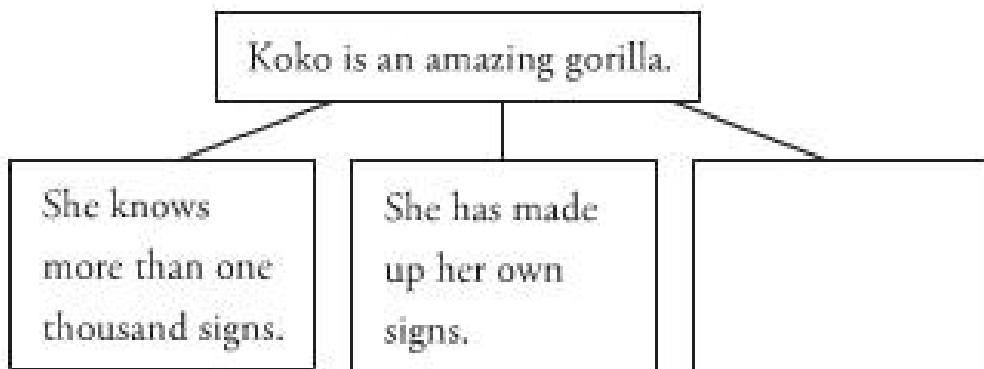 Koko is an amazing gorilla.
She knows
more than one
thousand signs.
She has made
up her own
signs.